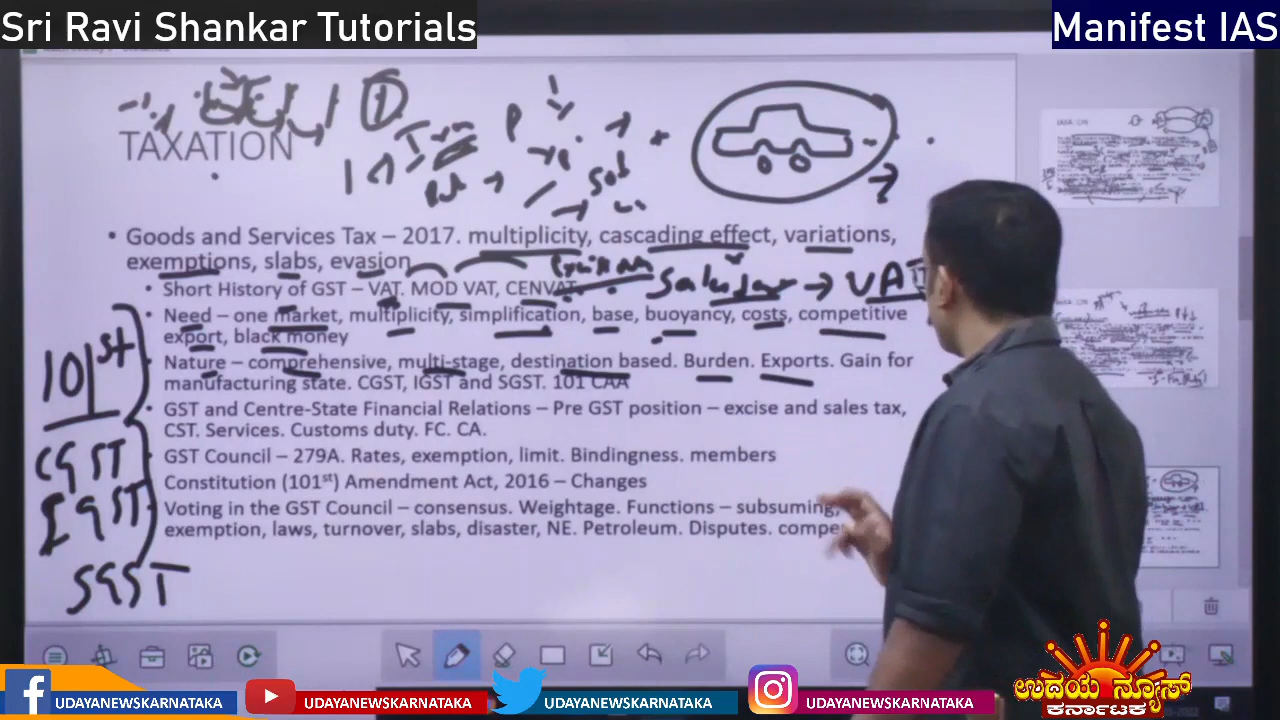 Sri Ravi Shankar Tutorials
Manifest IAS
TAXATION
• Goods and Services Tax – 2017. multiplicity, cascading effect, variations,
exemptions, slabs, evasion
• Short History of GST – VAT. MOD VAT, CENVAT
Sales tax → VAT
• Need – one market, multiplicity, simplification, base, buoyancy, costs, competitive
export, black money
• Nature – comprehensive, multi-stage, destination based. Burden. Exports. Gain for
manufacturing state. CGST, IGST and SGST. 101 CAA
• GST and Centre-State Financial Relations – Pre GST position – excise and sales tax,
CST. Services. Customs duty. FC. CA.
• GST Council – 279A. Rates, exemption, limit. Bindingness. members
• Constitution (101st) Amendment Act, 2016 – Changes
• Voting in the GST Council – consensus. Weightage. Functions – subsuming,
exemption, laws, turnover, slabs, disaster, NE. Petroleum. Disputes.
101st
CGST
IGST
SGST
UDAYANEWSKARNATAKA
UDAYANEWSKARNATAKA
UDAYANEWSKARNATAKA
UDAYANEWSKARNATAKA
ಉದಯ ನ್ಯೂಸ್
ಕರ್ನಾಟಕ